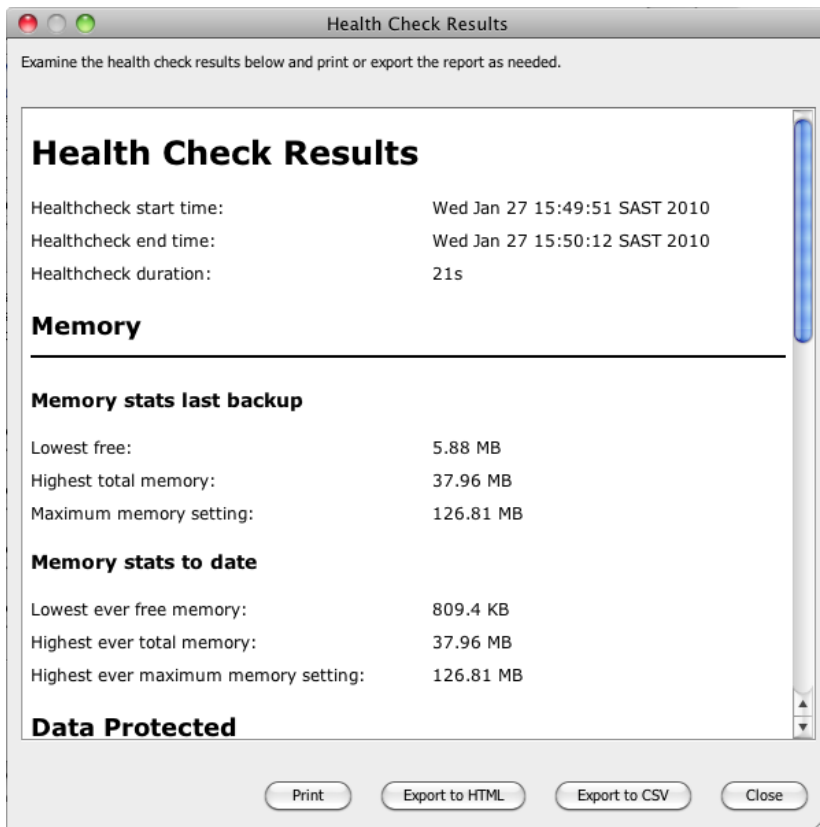 Health Check Results
Examine the health check results below and print or export the report as needed.
Health Check Results
Healthcheck start time: Wed Jan 27 15:49:51 SAST 2010
Healthcheck end time: Wed Jan 27 15:50:12 SAST 2010
Healthcheck duration: 21s
Memory
Memory stats last backup
Lowest free: 5.88 MB
Highest total memory: 37.96 MB
Maximum memory setting: 126.81 MB
Memory stats to date
Lowest ever free memory: 809.4 KB
Highest ever total memory: 37.96 MB
Highest ever maximum memory setting: 126.81 MB
Data Protected
Print Export to HTML Export to CSV Close